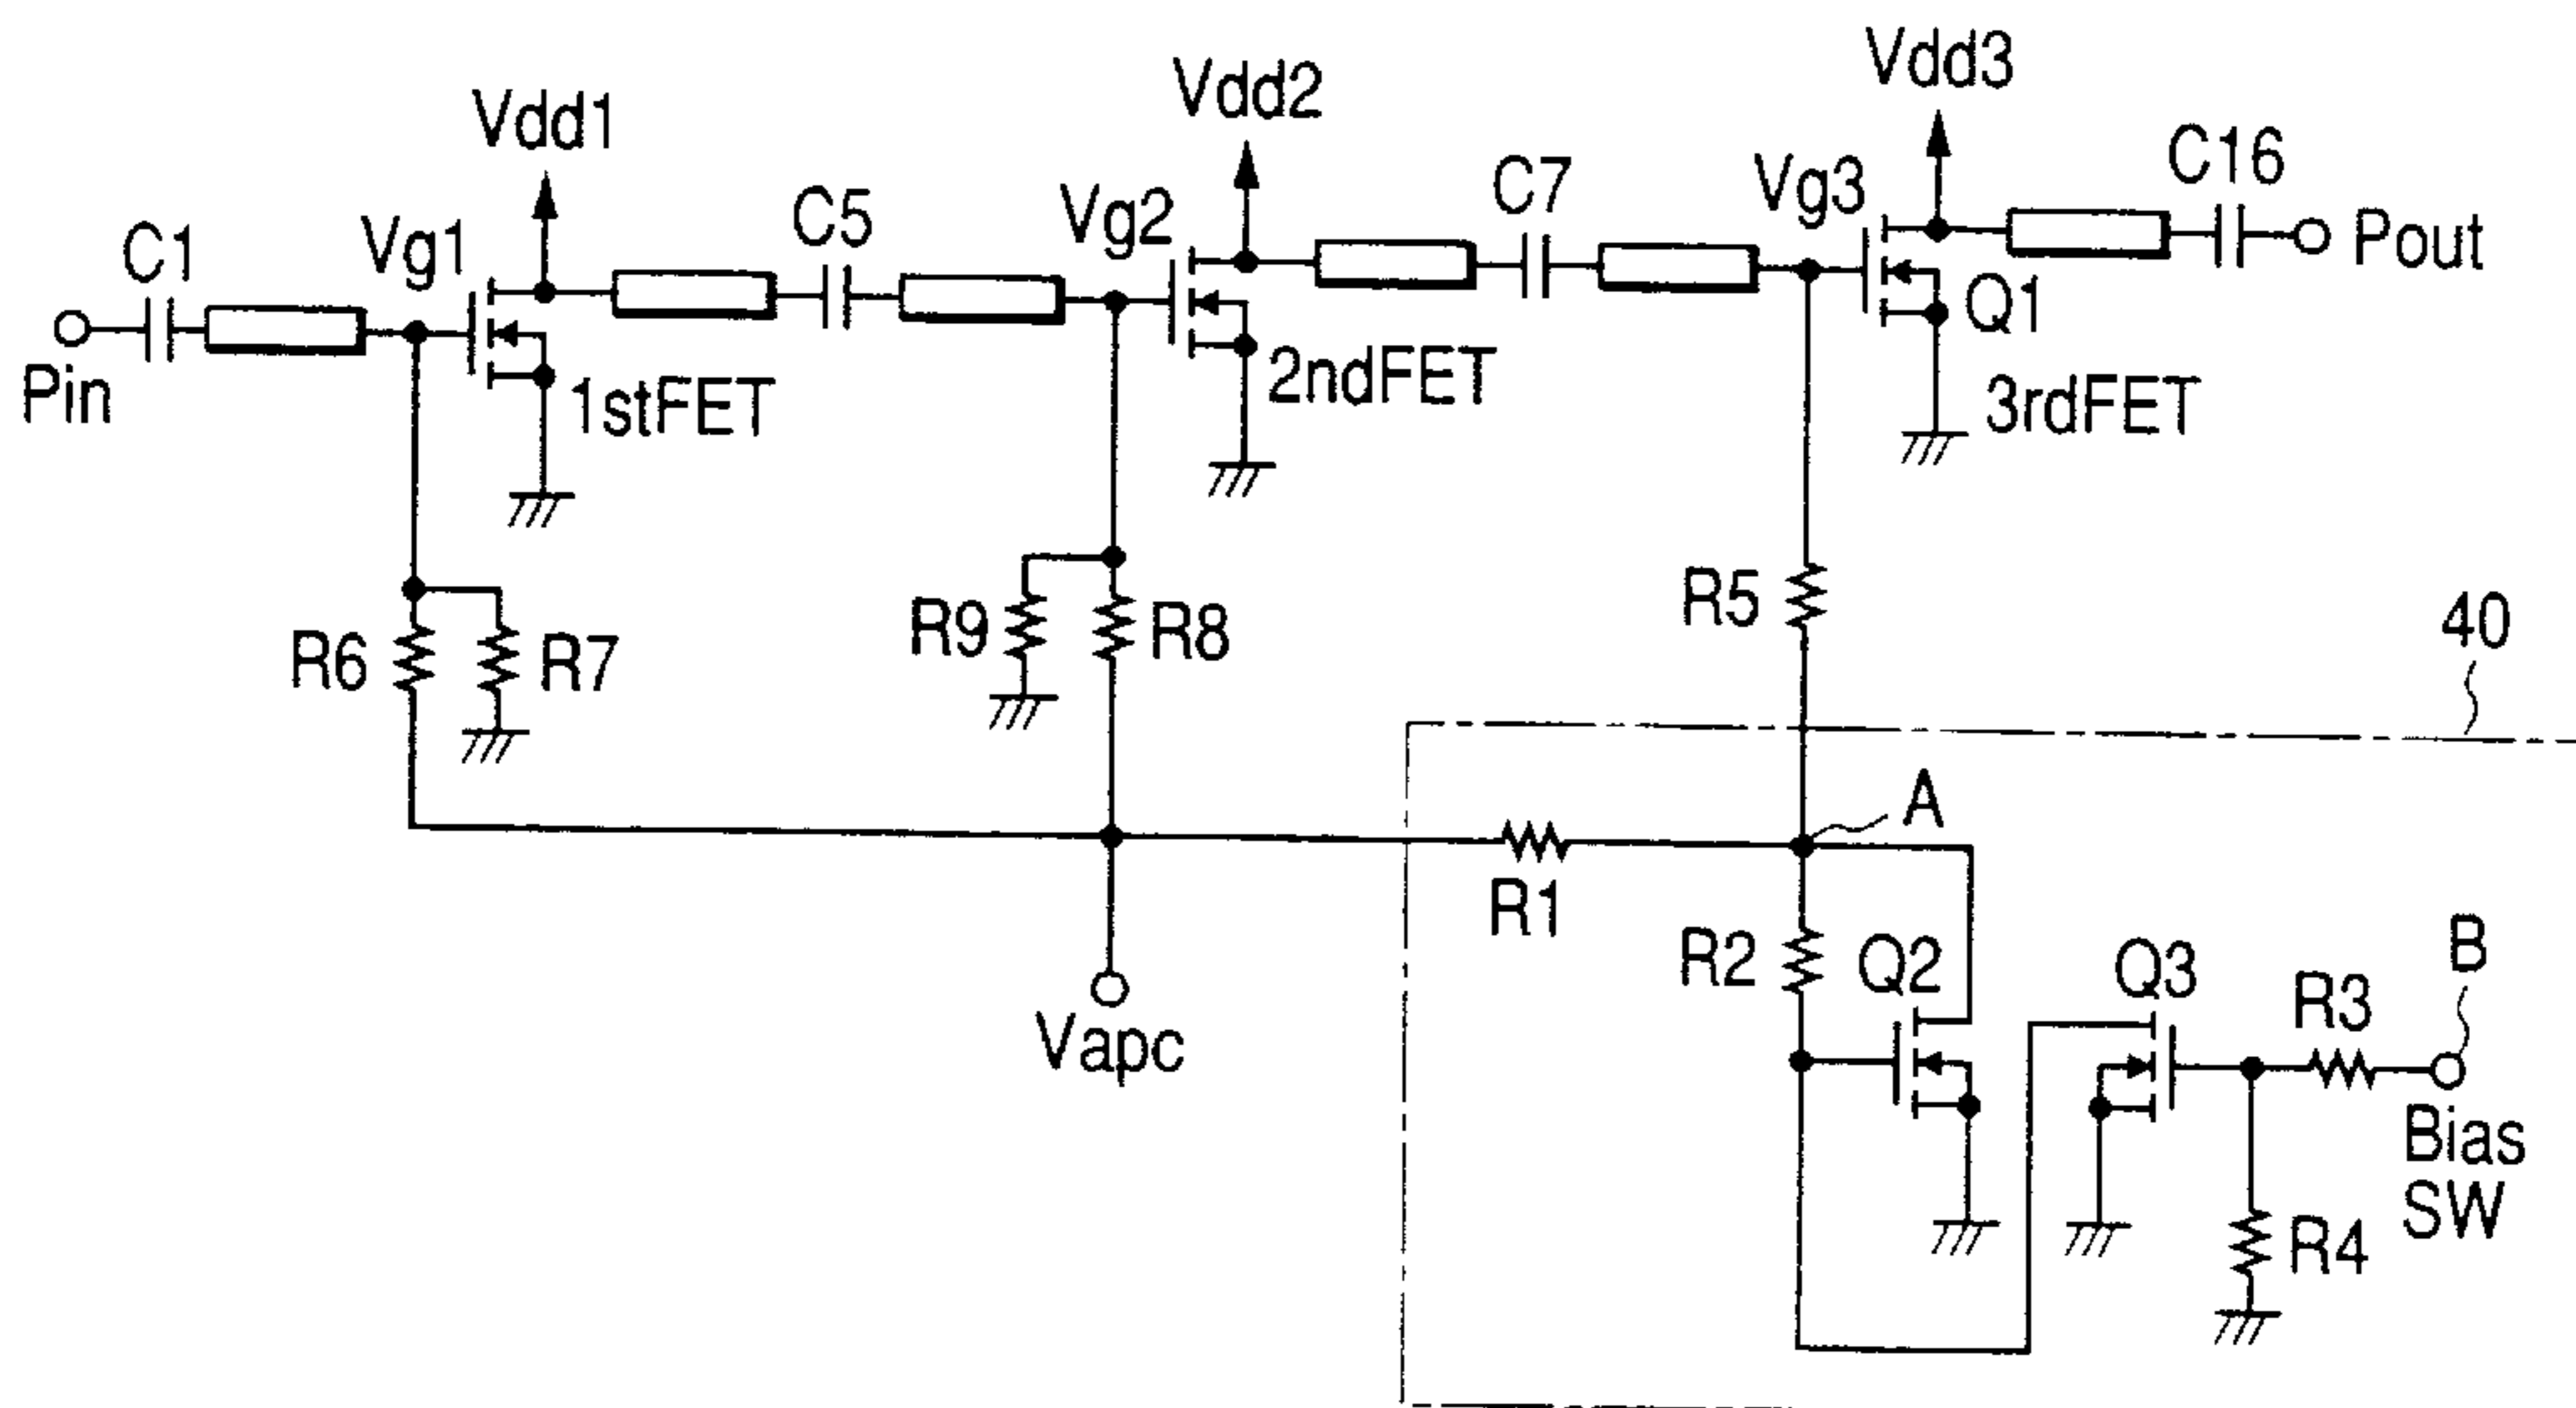 Vdd1
Vdd2
Vdd3
C1
Vg1
C5
Vg2
C7
Vg3
C16
Pin
Pout
1stFET
2ndFET
Q1
3rdFET
R6
R7
R9
R8
R5
40
A
R1
Vapc
R2
Q2
Q3
R3
B
Bias
SW
R4